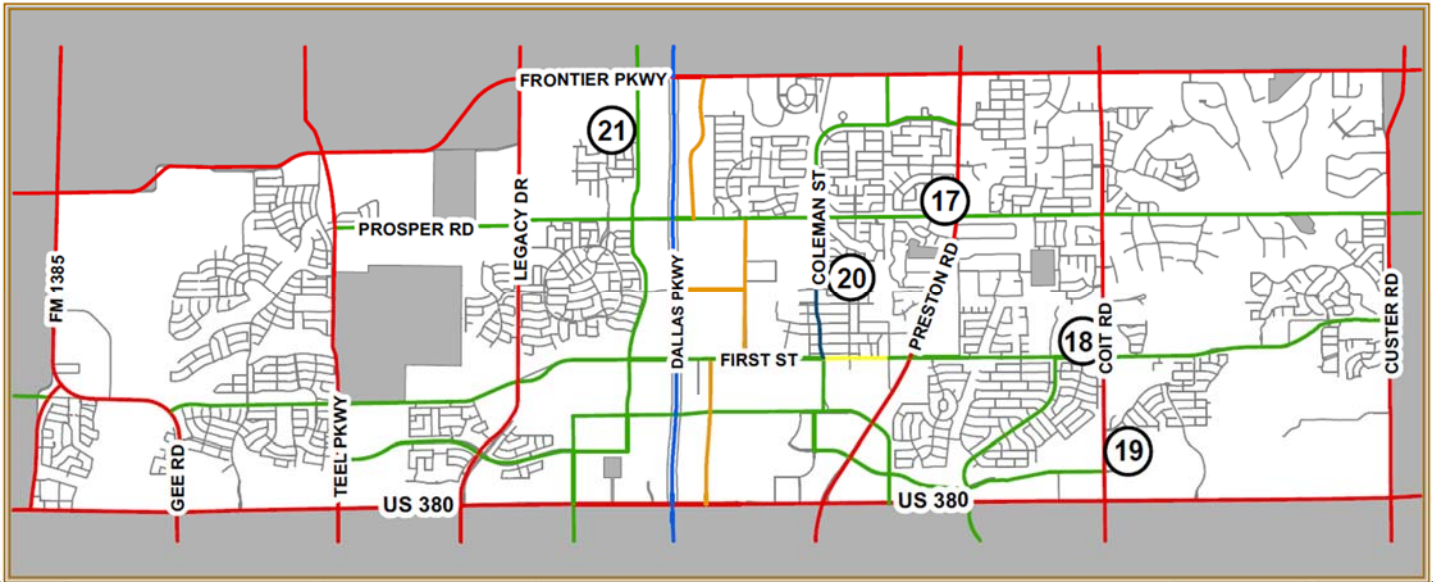 FRONTIER PKWY
21
17
PROSPER RD
LEGACY DR
COLEMAN ST
20
PRESTON RD
FM 1385
DALLAS PKWY
CUSTER RD
18
COIT RD
FIRST ST
TEEL PKWY
GEE RD
19
US 380
US 380